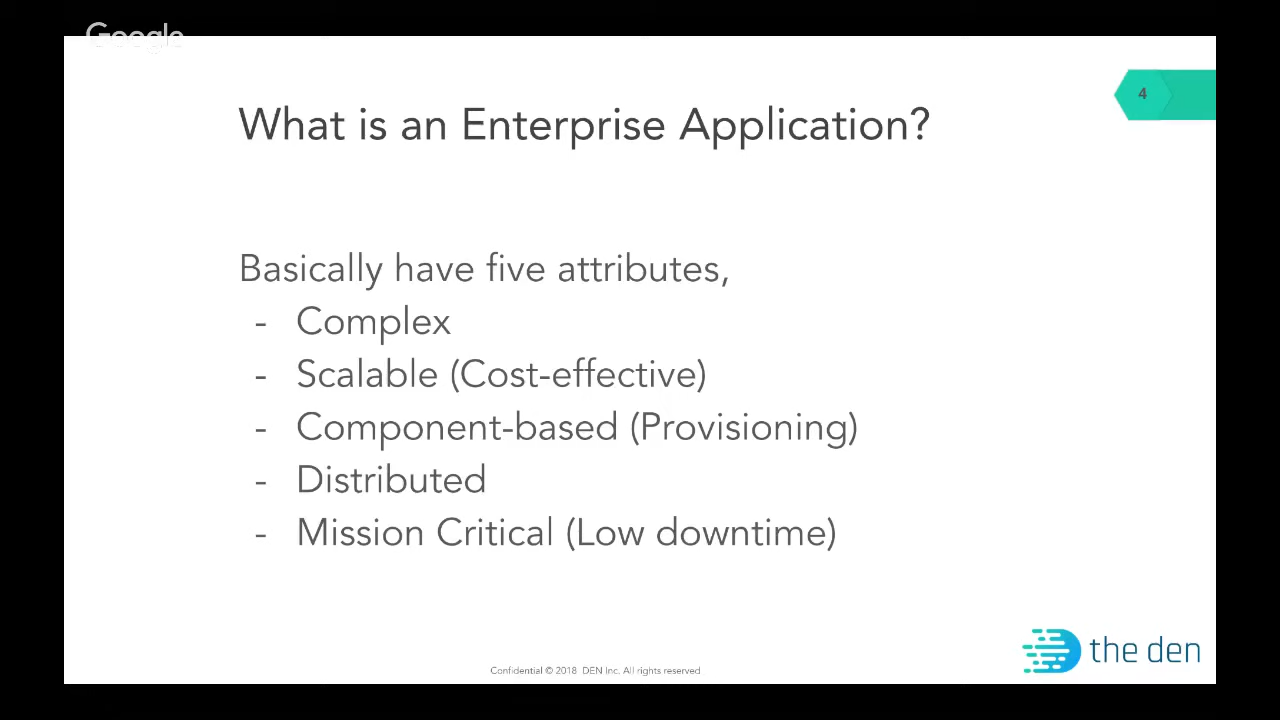 Google
4
What is an Enterprise Application?
Basically have five attributes,
- Complex
- Scalable (Cost-effective)
- Component-based (Provisioning)
- Distributed
- Mission Critical (Low downtime)
the den
Confidential © 2018 DEN Inc. All rights reserved